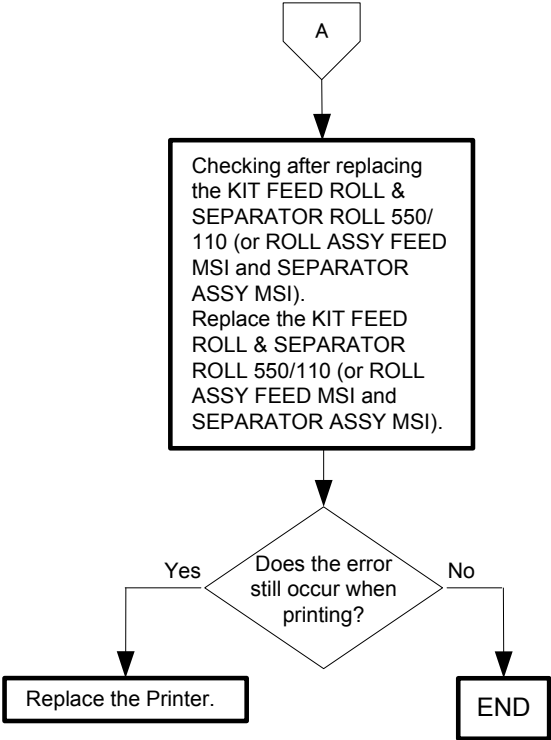 A
Checking after replacing
the KIT FEED ROLL &
SEPARATOR ROLL 550/
110 (or ROLL ASSY FEED
MSI and SEPARATOR
ASSY MSI).
Replace the KIT FEED
ROLL & SEPARATOR
ROLL 550/110 (or ROLL
ASSY FEED MSI and
SEPARATOR ASSY MSI).
Yes
Does the error
still occur when
printing?
No
Replace the Printer.
END